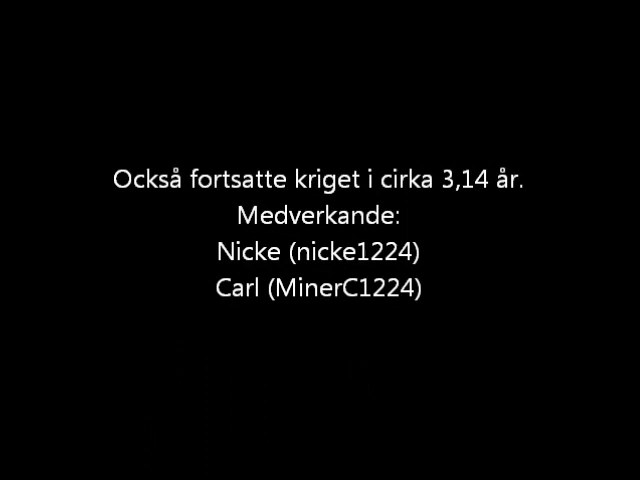 Också fortsatte kriget i cirka 3,14 år.
Medverkande:
Nicke (nicke1224)
Carl (MinerC1224)